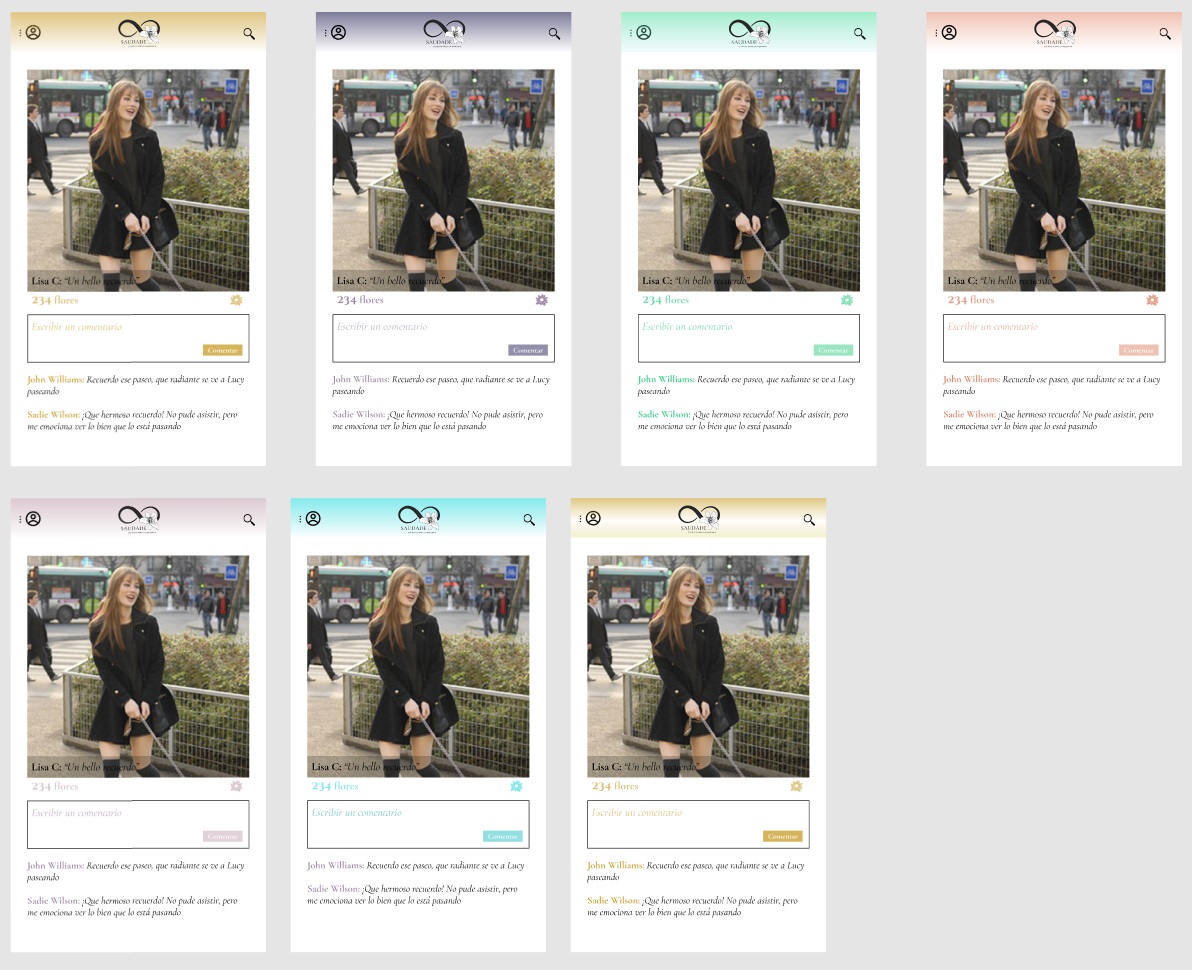 SAUDADE
Lisa C: “Un bello recuerdo”
234 flores
Escribir un comentario
Comentar
John Williams: Recuerdo ese paseo, que radiante se ve a Lucy
paseando
Sadie Wilson: ¡Que hermoso recuerdo! No pude asistir, pero
me emociona ver lo bien que lo está pasando
SAUDADE
Lisa C: “Un bello recuerdo”
234 flores
Escribir un comentario
Comentar
John Williams: Recuerdo ese paseo, que radiante se ve a Lucy
paseando
Sadie Wilson: ¡Que hermoso recuerdo! No pude asistir, pero
me emociona ver lo bien que lo está pasando
SAUDADE
Lisa C: “Un bello recuerdo”
234 flores
Escribir un comentario
Comentar
John Williams: Recuerdo ese paseo, que radiante se ve a Lucy
paseando
Sadie Wilson: ¡Que hermoso recuerdo! No pude asistir, pero
me emociona ver lo bien que lo está pasando
SAUDADE
Lisa C: “Un bello recuerdo”
234 flores
Escribir un comentario
Comentar
John Williams: Recuerdo ese paseo, que radiante se ve a Lucy
paseando
Sadie Wilson: ¡Que hermoso recuerdo! No pude asistir, pero
me emociona ver lo bien que lo está pasando
SAUDADE
Lisa C: “Un bello recuerdo”
234 flores
Escribir un comentario
Comentar
John Williams: Recuerdo ese paseo, que radiante se ve a Lucy
paseando
Sadie Wilson: ¡Que hermoso recuerdo! No pude asistir, pero
me emociona ver lo bien que lo está pasando
SAUDADE
Lisa C: “Un bello recuerdo”
234 flores
Escribir un comentario
Comentar
John Williams: Recuerdo ese paseo, que radiante se ve a Lucy
Sadie Wilson: ¡Que hermoso recuerdo! No pude asistir, pero
me emociona ver lo bien que lo está pasando
SAUDADE
Lisa C: “Un bello recuerdo”
234 flores
Escribir un comentario
Comentar
John Williams: Recuerdo ese paseo, que radiante se ve a Lucy
paseando
Sadie Wilson: ¡Que hermoso recuerdo! No pude asistir, pero
me emociona ver lo bien que lo está pasando